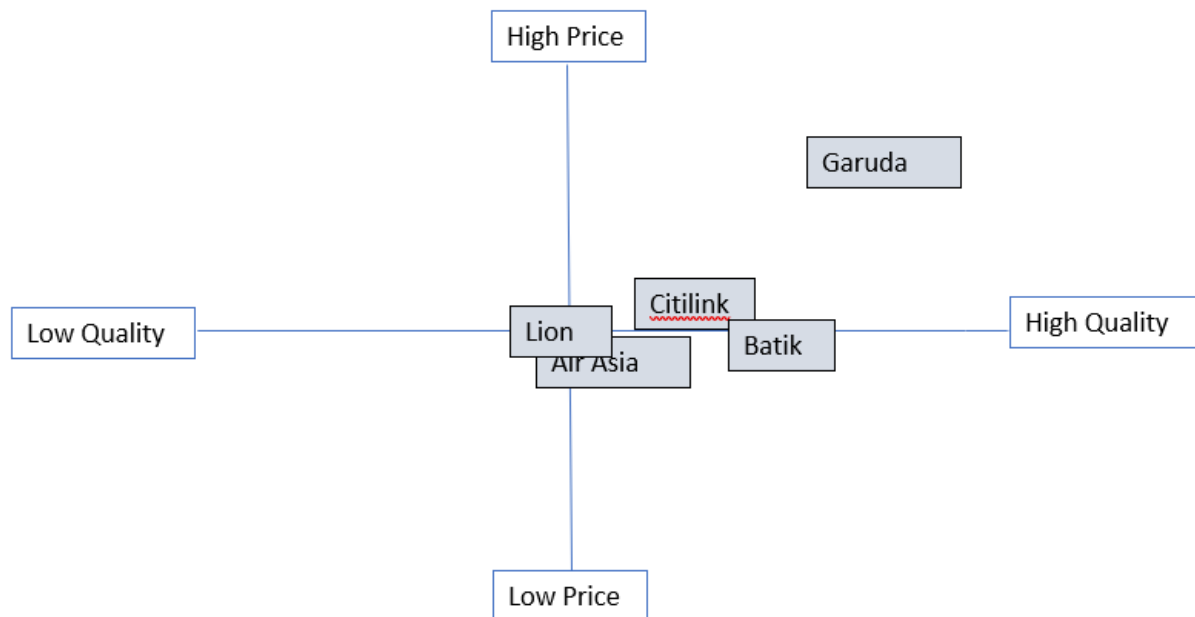 High Price
Garuda
Citilink
Low Quality
Lion
High Quality
Batik
Air Asia
Low Price